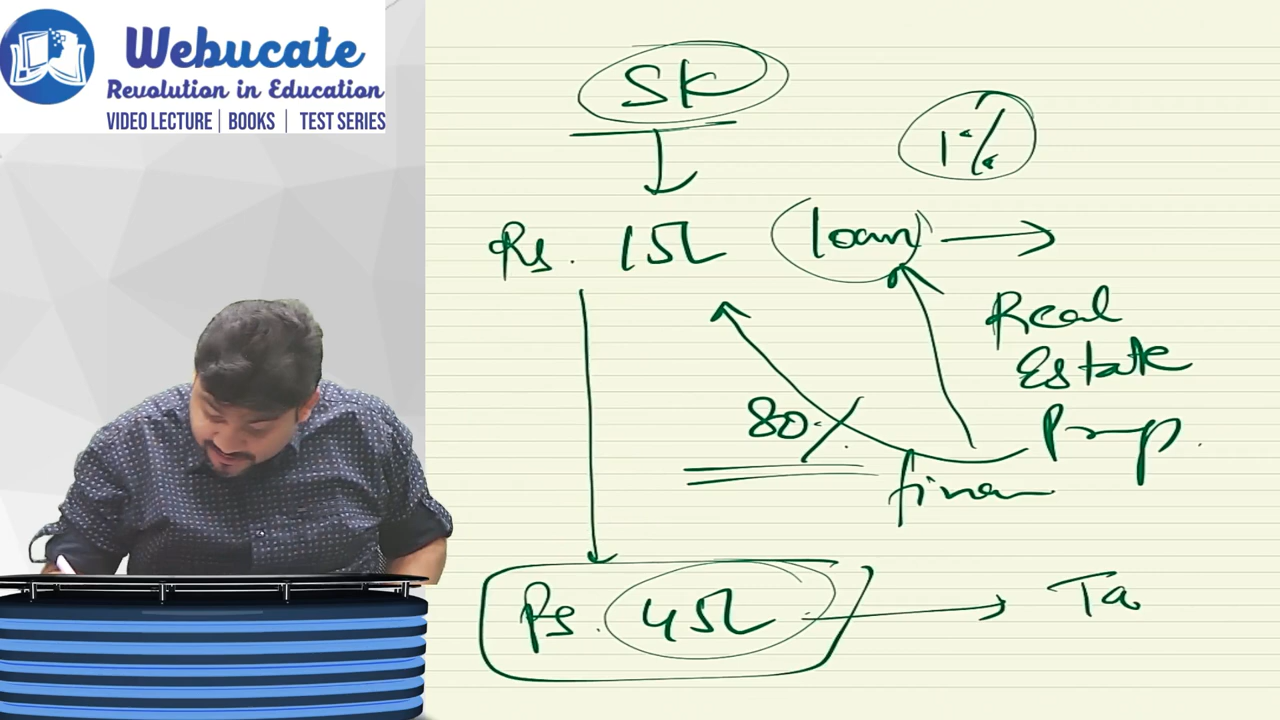 Webucate
Revolution in Education
VIDEO LECTURE | BOOKS | TEST SERIES
SK
1%
Rs. 15L
loan
Real
Estate
80%
Prop.
finan
Rs. 45L
Ta